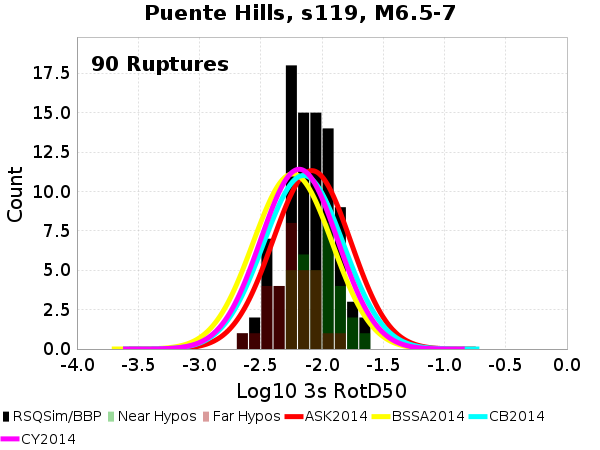 Puente Hills, s119, M6.5-7
90 Ruptures
17.5
15.0
12.5
10.0
7.5
5.0
2.5
0.0
Count
-4.0 -3.5 -3.0 -2.5 -2.0 -1.5 -1.0 -0.5 0.0
Log10 3s RotD50
RSQSim/BBP Near Hypos Far Hypos ASK2014 BSSA2014 CB2014
CY2014